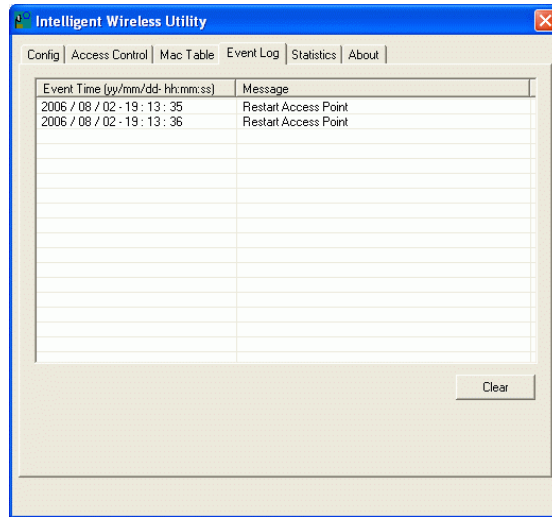 Intelligent Wireless Utility
Config Access Control Mac Table Event Log Statistics About
Event Time (yy/mm/dd- hh:mm:ss) Message
2006 / 08 / 02 - 19 : 13 : 35 Restart Access Point
2006 / 08 / 02 - 19 : 13 : 36 Restart Access Point
Clear